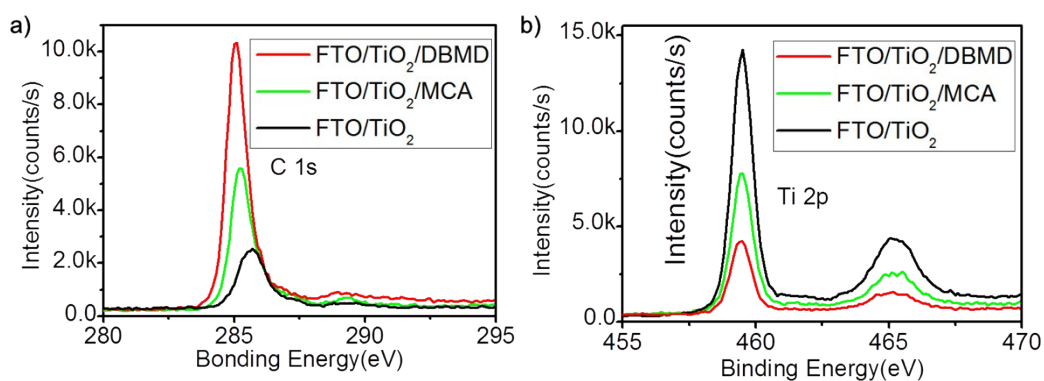 a)
Intensity(counts/s)
10.0k
8.0k
6.0k
4.0k
2.0k
0.0
FTO/TiO₂/DBMD
FTO/TiO₂/MCA
FTO/TiO₂
C 1s
280 285 290 295
Bonding Energy(eV)
b)
Intensity(counts/s)
15.0k
10.0k
5.0k
0.0
Intensity(counts/s)
FTO/TiO₂/DBMD
FTO/TiO₂/MCA
FTO/TiO₂
Ti 2p
455 460 465 470
Binding Energy(eV)